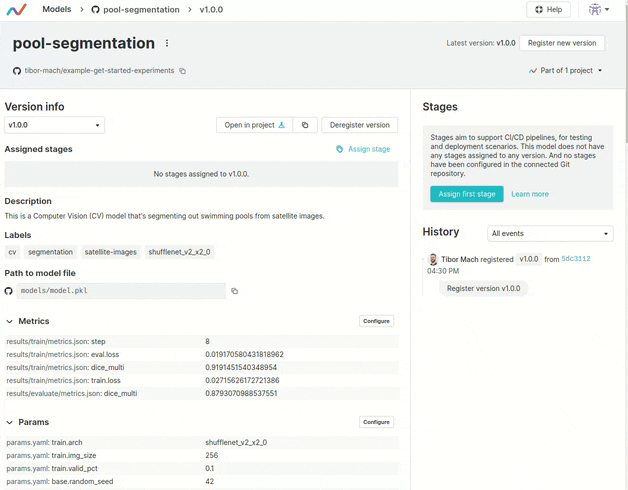 Models > pool-segmentation > v1.0.0
Help
pool-segmentation
Latest version: v1.0.0
Register new version
tibor-mach/example-get-started-experiments
Part of 1 project
Version info
v1.0.0
Open in project
Deregister version
Assigned stages
Assign stage
No stages assigned to v1.0.0.
Description
This is a Computer Vision (CV) model that's segmenting out swimming pools from satellite images.
Labels
cv
segmentation
satellite-images
shufflenet_v2_x2_0
Path to model file
models/model.pkl
Metrics
Configure
results/train/metrics.json: step 8
results/train/metrics.json: eval.loss 0.019170580431818962
results/train/metrics.json: dice_multi 0.9191451540348954
results/train/metrics.json: train.loss 0.02715626172721386
results/evaluate/metrics.json: dice_multi 0.8793070988537551
Params
Configure
params.yaml: train.arch shufflenet_v2_x2_0
params.yaml: train.img_size 256
params.yaml: train.valid_pct 0.1
params.yaml: base.random_seed 42
Stages
Stages aim to support CI/CD pipelines, for testing
and deployment scenarios. This model does not have
any stages assigned to any version. And no stages
have been configured in the connected Git
repository.
Assign first stage
Learn more
History
All events
Tibor Mach registered v1.0.0 from 5dc3112
04:30 PM
Register version v1.0.0